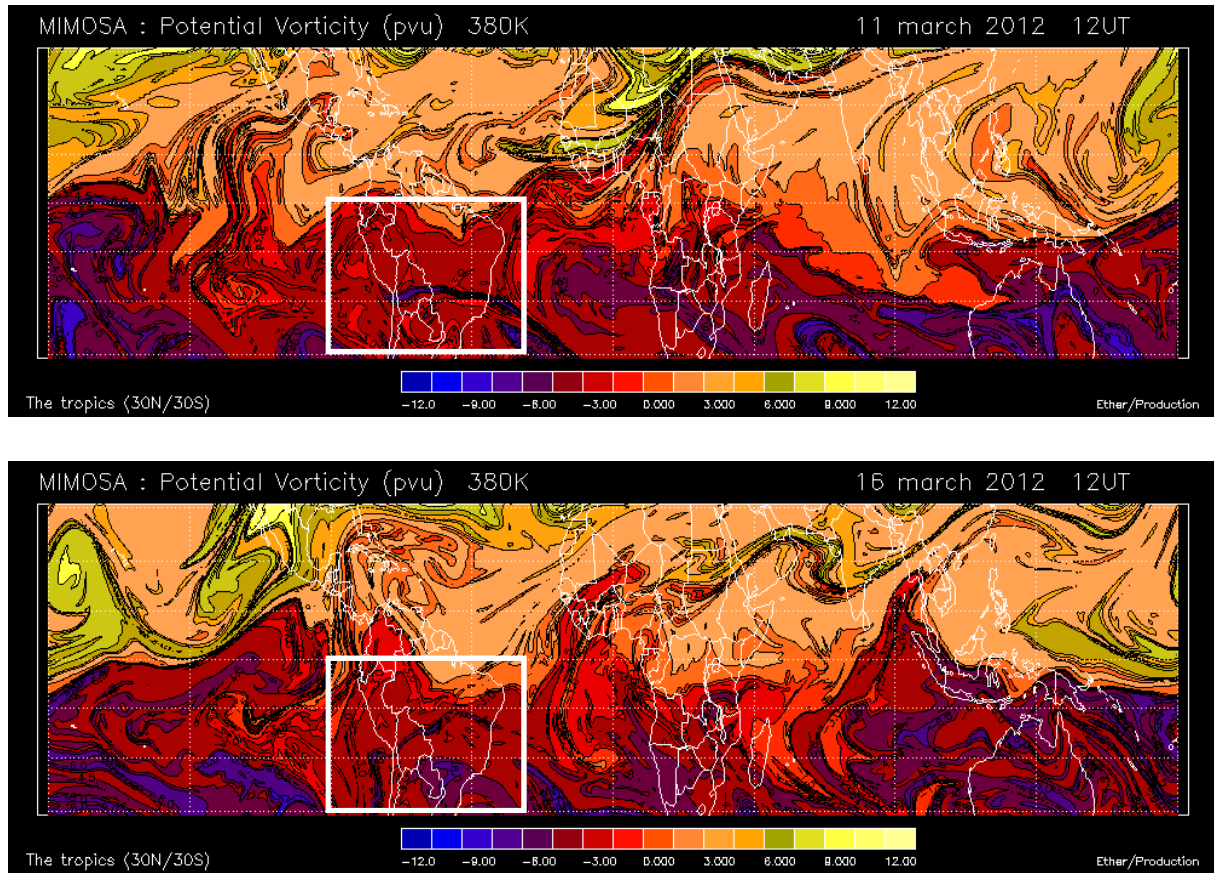 MIMOSA : Potential Vorticity (pvu) 380K 11 march 2012 12UT
-12.0 -9.00 -6.00 -3.00 0.000 3.000 6.000 9.000 12.00
The tropics (30N/30S) Ether/Production
MIMOSA : Potential Vorticity (pvu) 380K 16 march 2012 12UT
-12.0 -9.00 -6.00 -3.00 0.000 3.000 6.000 9.000 12.00
The tropics (30N/30S) Ether/Production